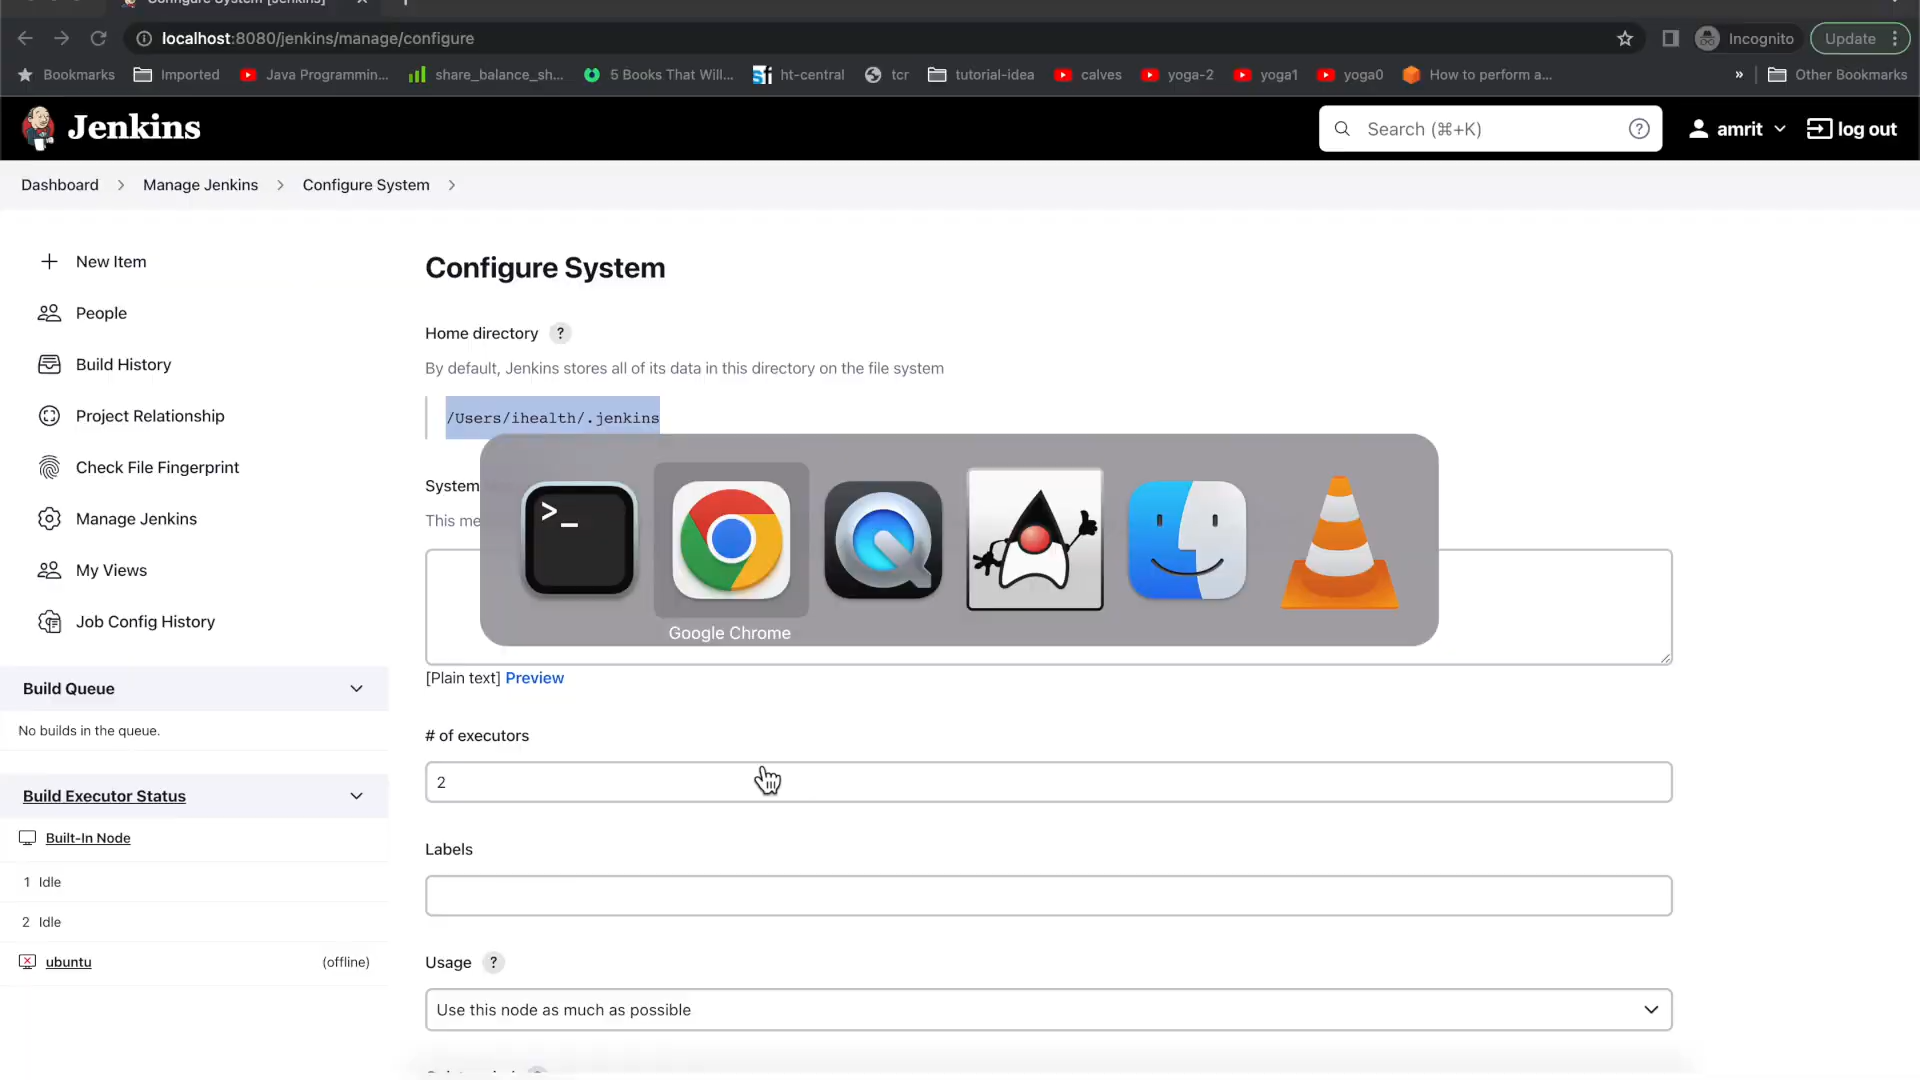 Configure System [Jenkins]
localhost:8080/jenkins/manage/configure
Incognito
Update
Bookmarks
Imported
Java Programmin...
share_balance_sh...
5 Books That Will...
ht-central
tcr
tutorial-idea
calves
yoga-2
yoga1
yoga0
How to perform a...
»
Other Bookmarks
Jenkins
Search (⌘+K)
amrit
log out
Dashboard
Manage Jenkins
Configure System
New Item
People
Build History
Project Relationship
Check File Fingerprint
Manage Jenkins
My Views
Job Config History
Build Queue
No builds in the queue.
Build Executor Status
Built-In Node
1 Idle
2 Idle
ubuntu (offline)
Configure System
Home directory ?
By default, Jenkins stores all of its data in this directory on the file system
/Users/ihealth/.jenkins
System
This me
>_
Google Chrome
[Plain text] Preview
# of executors
2
Labels
Usage ?
Use this node as much as possible